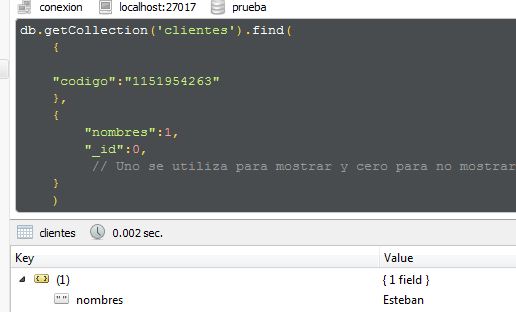 conexion localhost:27017 prueba
db.getCollection('clientes').find(
{
"codigo":"1151954263"
},
{
"nombres":1,
"_id":0,
// Uno se utiliza para mostrar y cero para no mostrar
}
)
clientes 0.002 sec.
Key Value
(1) { 1 field }
nombres Esteban